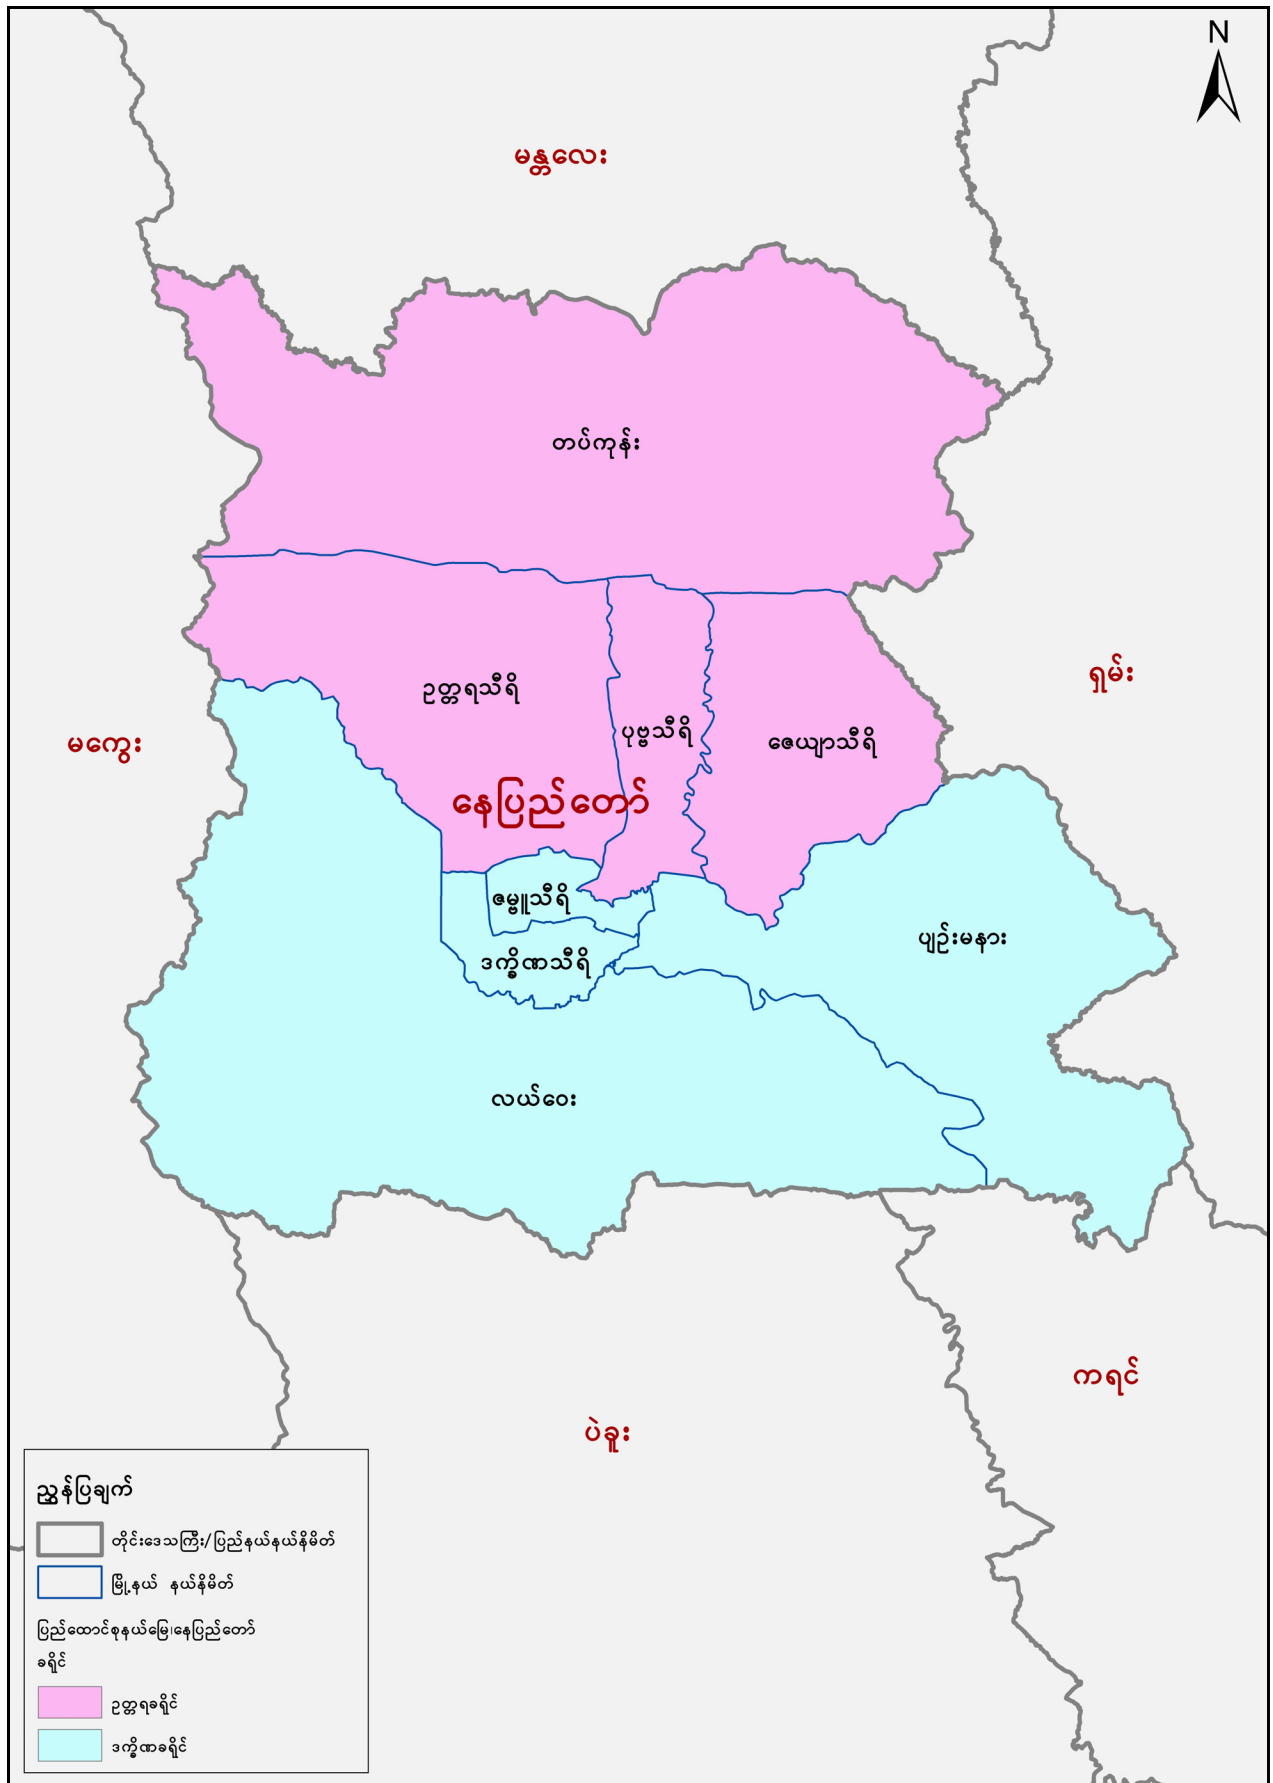 N
မန္တလေး
တပ်ကုန်း
ရှမ်း
ဥတ္တရသီရိ
ပုဗ္ဗသီရိ
ဇေယျာသီရိ
မကွေး
နေပြည်တော်
ဇမ္ဗူသီရိ
ပျဉ်းမနား
ဒက္ခိဏသီရိ
လယ်ဝေး
ကရင်
ပဲခူး
ညွှန်ပြချက်
တိုင်းဒေသကြီး/ပြည်နယ်နယ်နိမိတ်
မြို့နယ် နယ်နိမိတ်
ပြည်ထောင်စုနယ်မြေ၊နေပြည်တော်
ခရိုင်
ဥတ္တရခရိုင်
ဒက္ခိဏခရိုင်